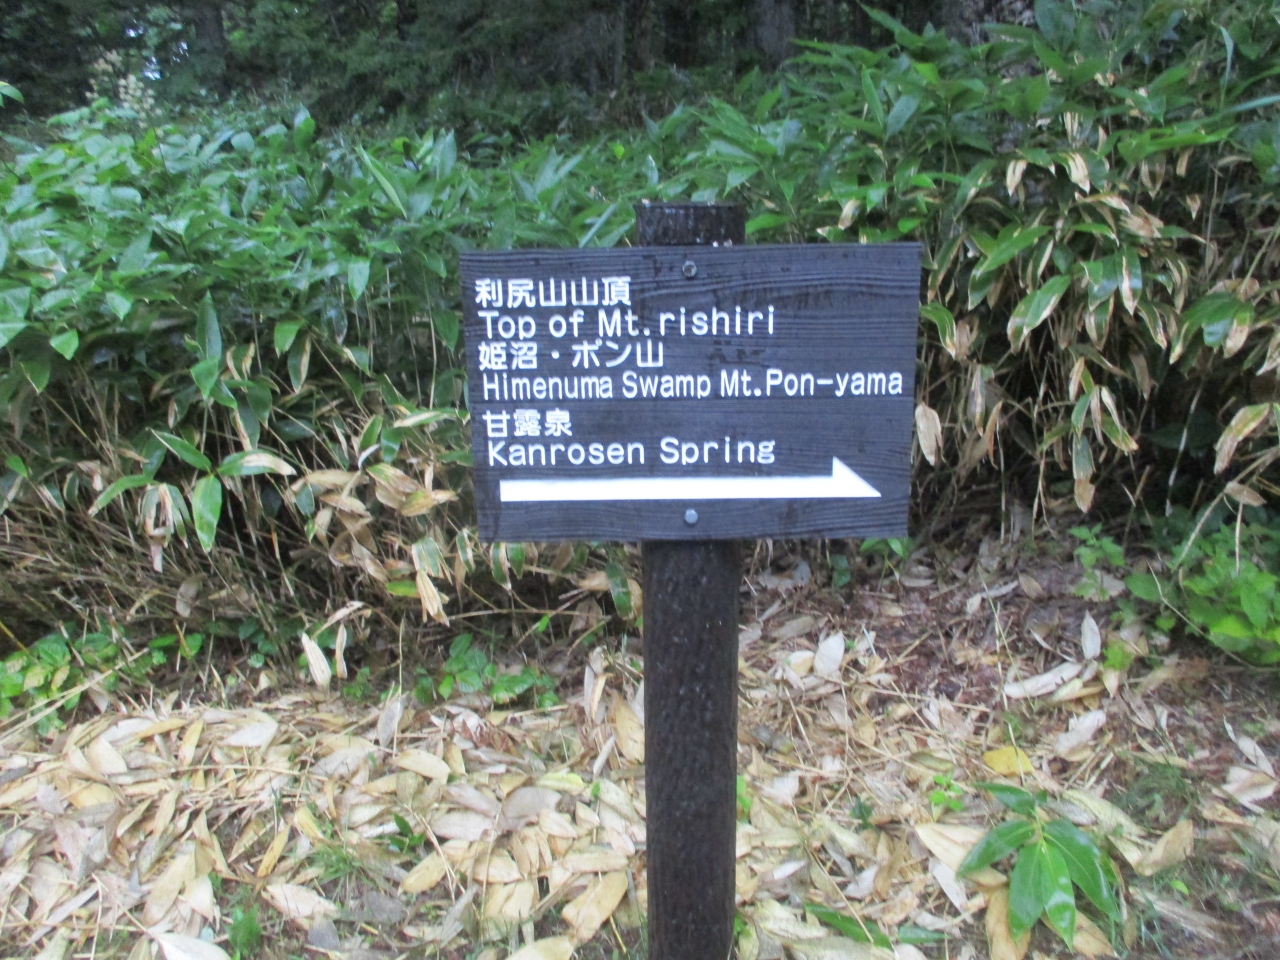 利尻山山頂
Top of Mt.rishiri
姫沼・ポン山
Himenuma Swamp Mt.Pon-yama
甘露泉
Kanrosen Spring